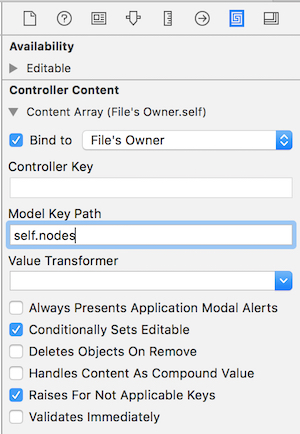 Availability
Editable
Controller Content
Content Array (File's Owner.self)
Bind to File's Owner
Controller Key
Model Key Path
self.nodes
Value Transformer
Always Presents Application Modal Alerts
Conditionally Sets Editable
Deletes Objects On Remove
Handles Content As Compound Value
Raises For Not Applicable Keys
Validates Immediately